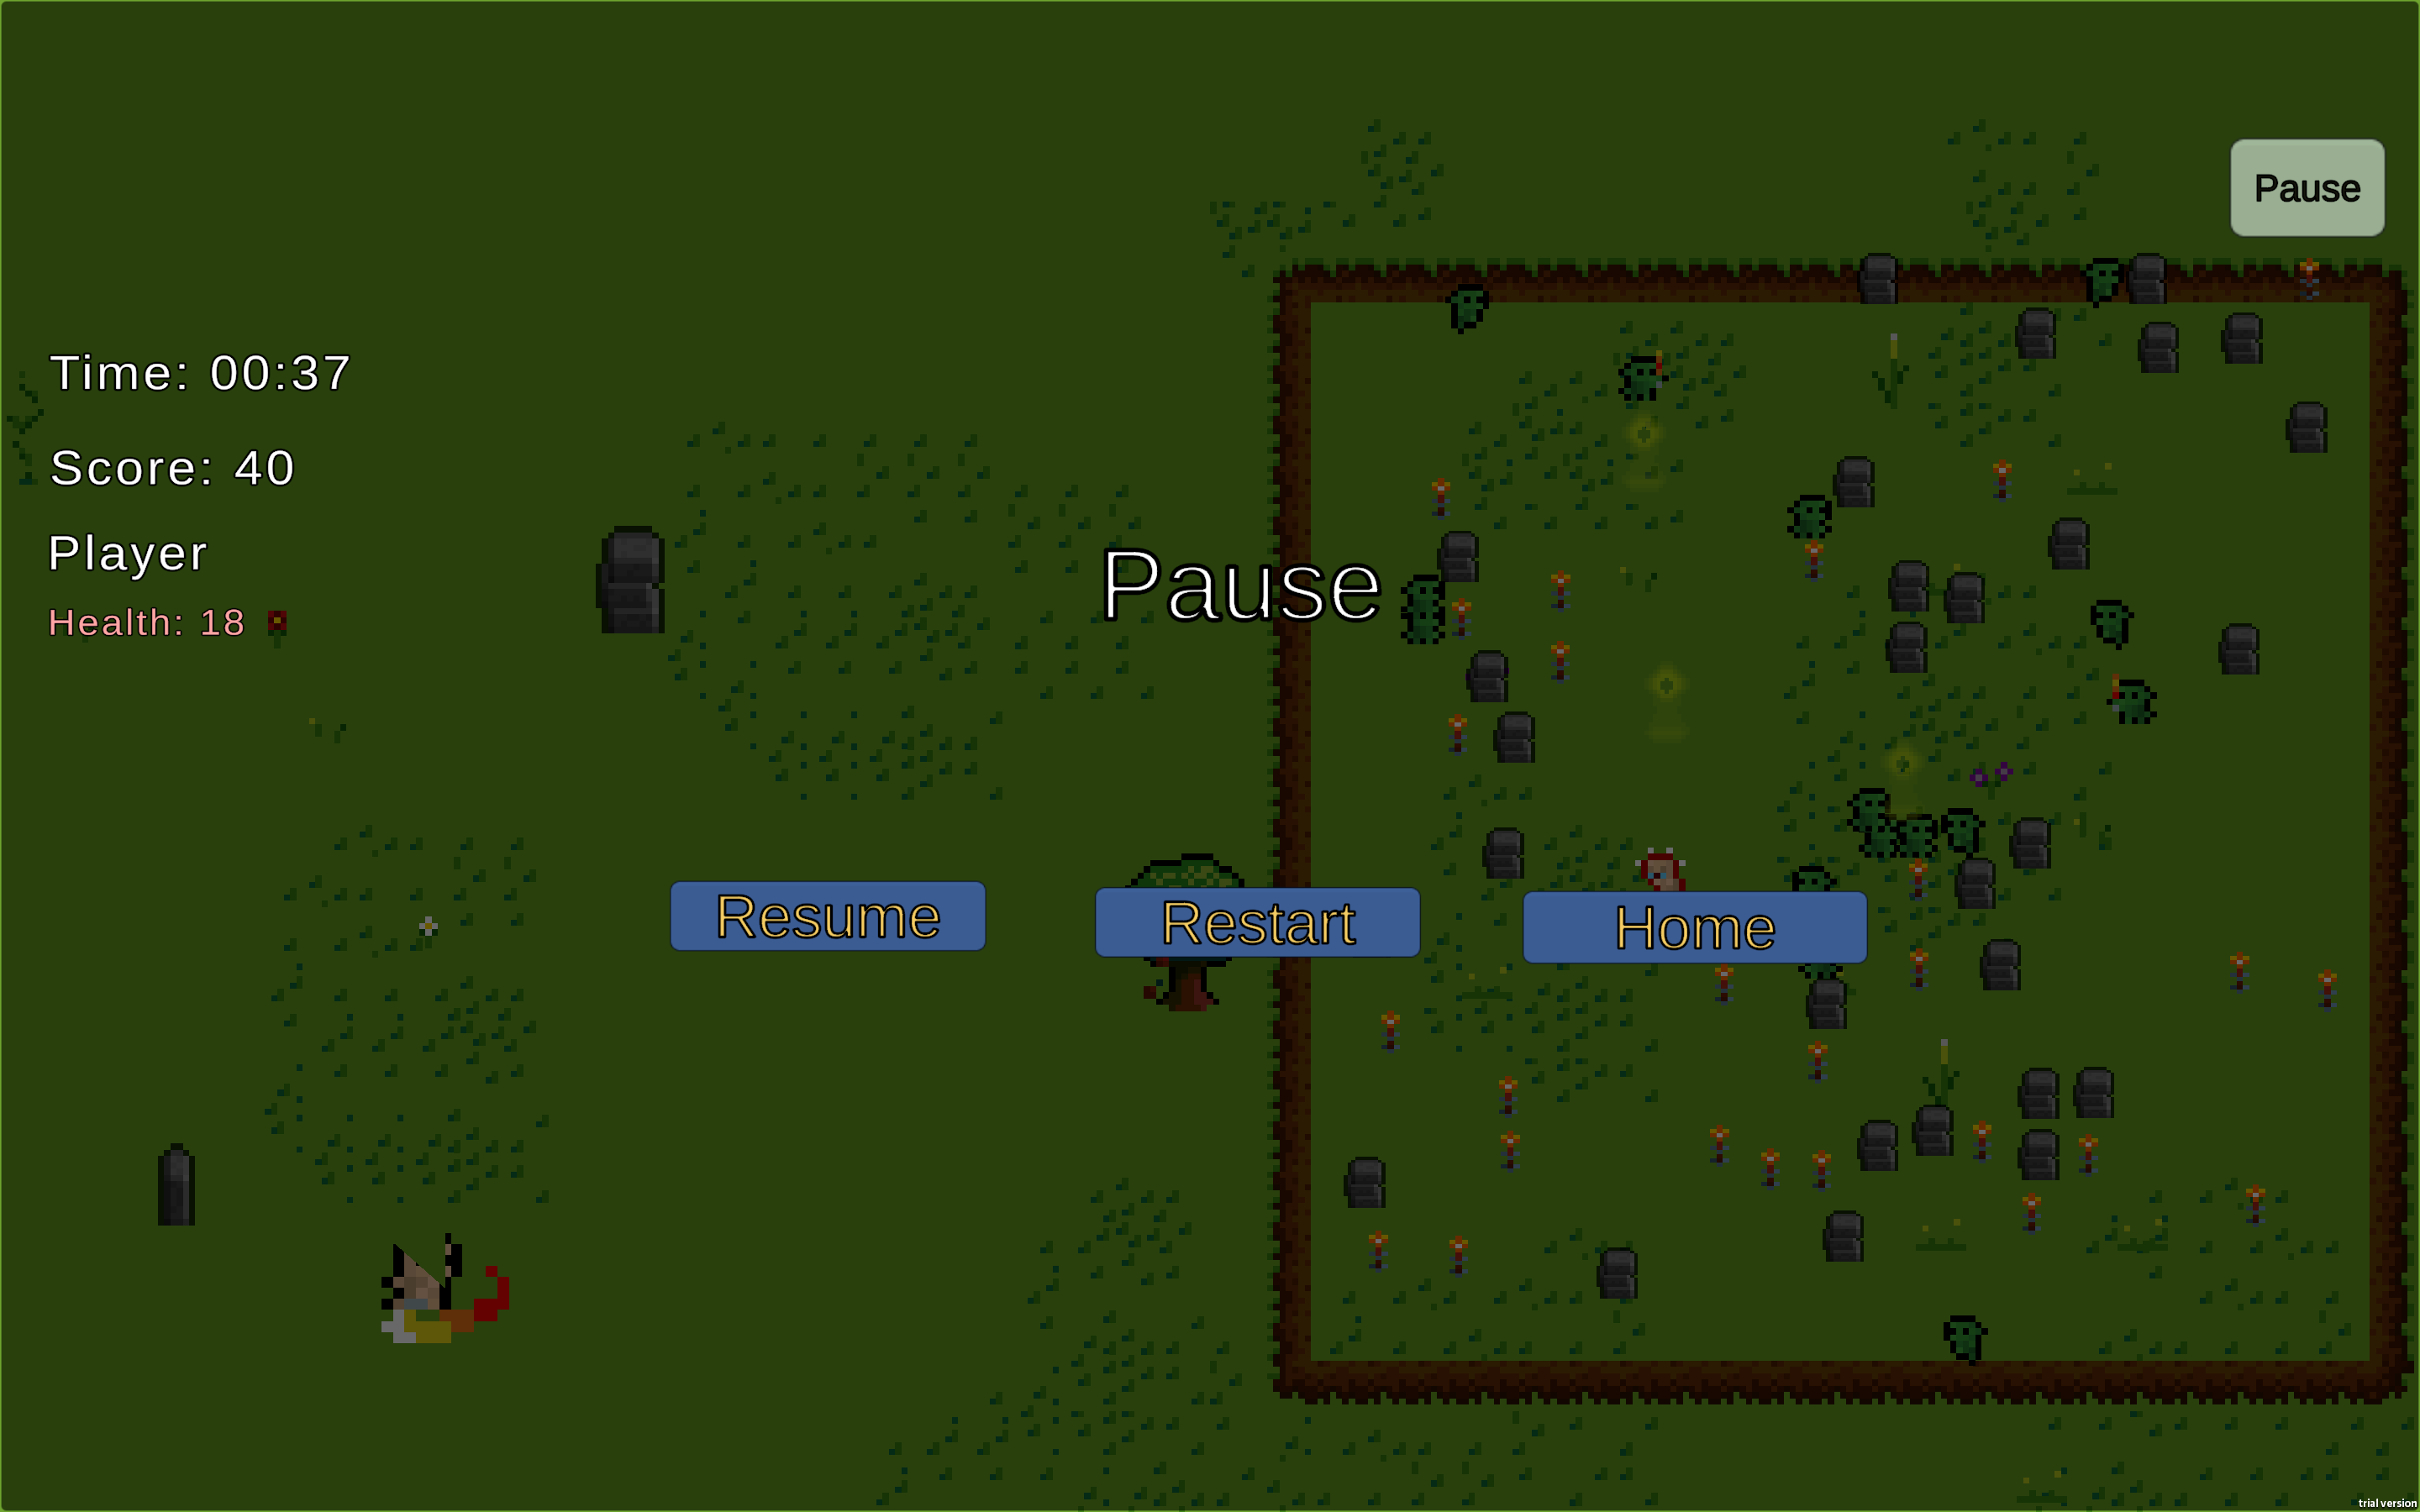 Pause
Time: 00:37
Score: 40
Player
Health: 18
Pause
Resume
Restart
Home
trial version